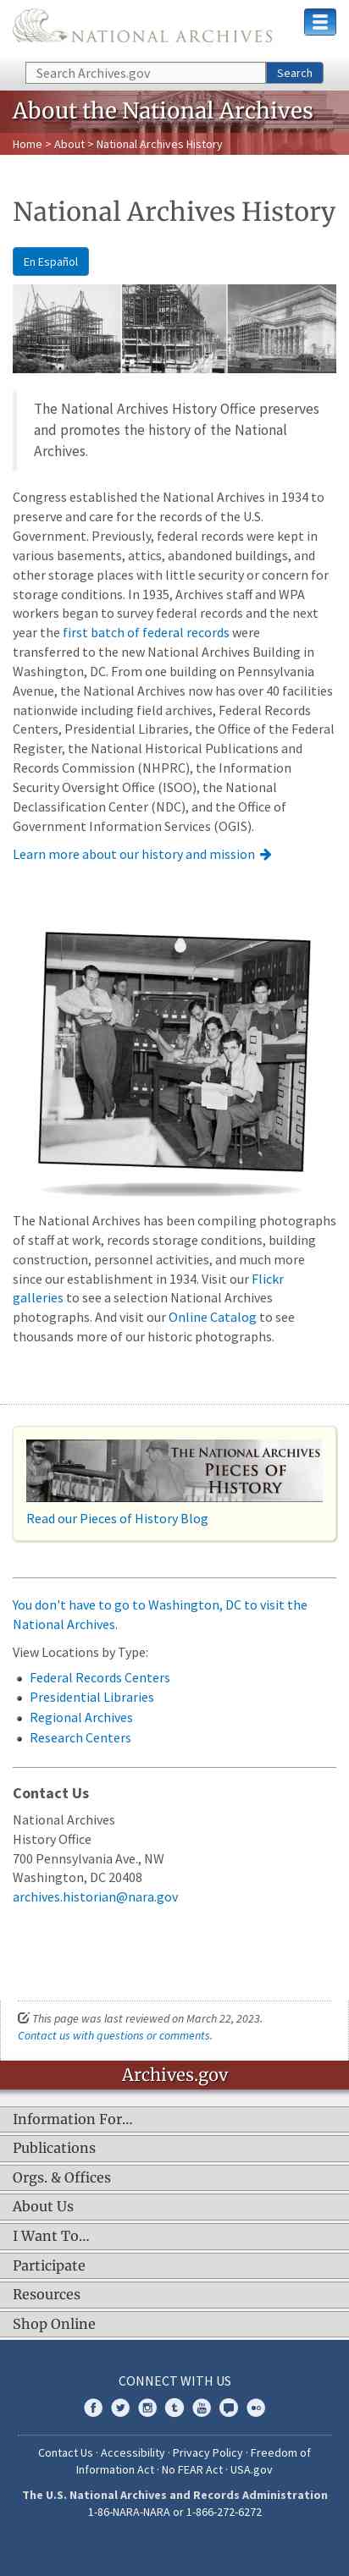 NATIONAL ARCHIVES
Search Archives.gov
Search
About the National Archives
Home > About > National Archives History
National Archives History
En Español
The National Archives History Office preserves
and promotes the history of the National
Archives.
Congress established the National Archives in 1934 to
preserve and care for the records of the U.S.
Government. Previously, federal records were kept in
various basements, attics, abandoned buildings, and
other storage places with little security or concern for
storage conditions. In 1935, Archives staff and WPA
workers began to survey federal records and the next
year the first batch of federal records were
transferred to the new National Archives Building in
Washington, DC. From one building on Pennsylvania
Avenue, the National Archives now has over 40 facilities
nationwide including field archives, Federal Records
Centers, Presidential Libraries, the Office of the Federal
Register, the National Historical Publications and
Records Commission (NHPRC), the Information
Security Oversight Office (ISOO), the National
Declassification Center (NDC), and the Office of
Government Information Services (OGIS).
Learn more about our history and mission
The National Archives has been compiling photographs
of staff at work, records storage conditions, building
construction, personnel activities, and much more
since our establishment in 1934. Visit our Flickr
galleries to see a selection National Archives
photographs. And visit our Online Catalog to see
thousands more of our historic photographs.
THE NATIONAL ARCHIVES
PIECES OF
HISTORY
Read our Pieces of History Blog
You don't have to go to Washington, DC to visit the
National Archives.
View Locations by Type:
Federal Records Centers
Presidential Libraries
Regional Archives
Research Centers
Contact Us
National Archives
History Office
700 Pennsylvania Ave., NW
Washington, DC 20408
archives.historian@nara.gov
This page was last reviewed on March 22, 2023.
Contact us with questions or comments.
Archives.gov
Information For…
Publications
Orgs. & Offices
About Us
I Want To…
Participate
Resources
Shop Online
CONNECT WITH US
Contact Us · Accessibility · Privacy Policy · Freedom of
Information Act · No FEAR Act · USA.gov
The U.S. National Archives and Records Administration
1-86-NARA-NARA or 1-866-272-6272